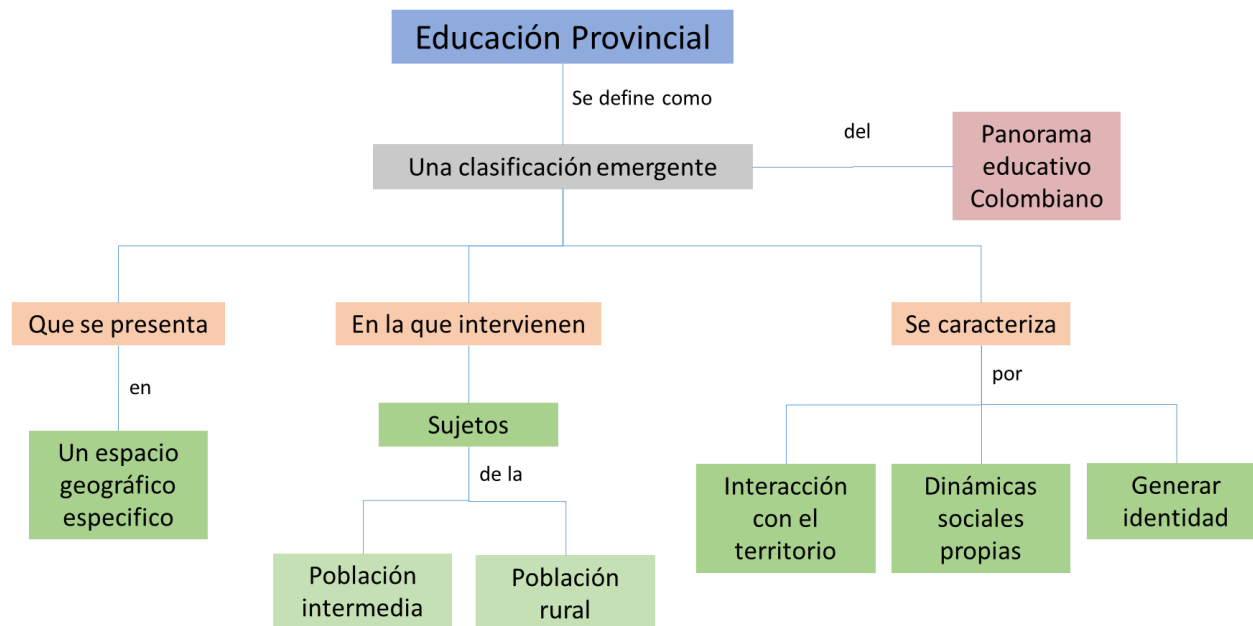 Educación Provincial
Se define como
Una clasificación emergente
del
Panorama
educativo
Colombiano
Que se presenta
en
Un espacio
geográfico
especifico
En la que intervienen
Sujetos
de la
Población
intermedia
Población
rural
Se caracteriza
por
Interacción
con el
territorio
Dinámicas
sociales
propias
Generar
identidad